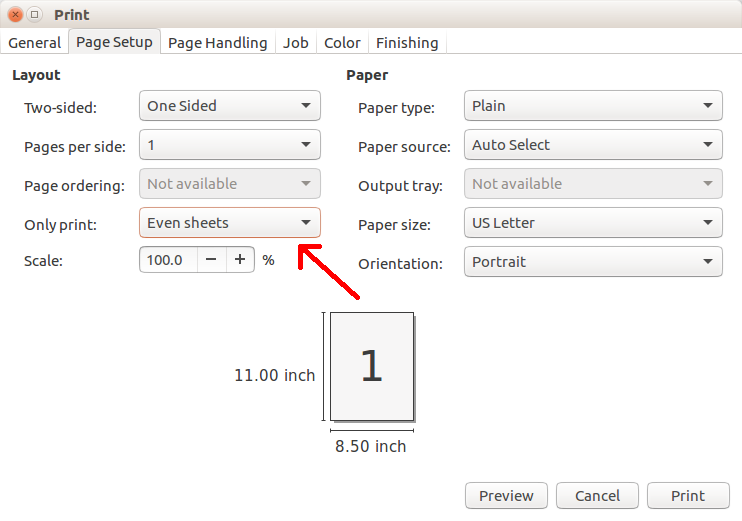 Print
General Page Setup Page Handling Job Color Finishing
Layout
Two-sided: One Sided
Pages per side: 1
Page ordering: Not available
Only print: Even sheets
Scale: 100.0 − + %
Paper
Paper type: Plain
Paper source: Auto Select
Output tray: Not available
Paper size: US Letter
Orientation: Portrait
1
11.00 inch
8.50 inch
Preview Cancel Print